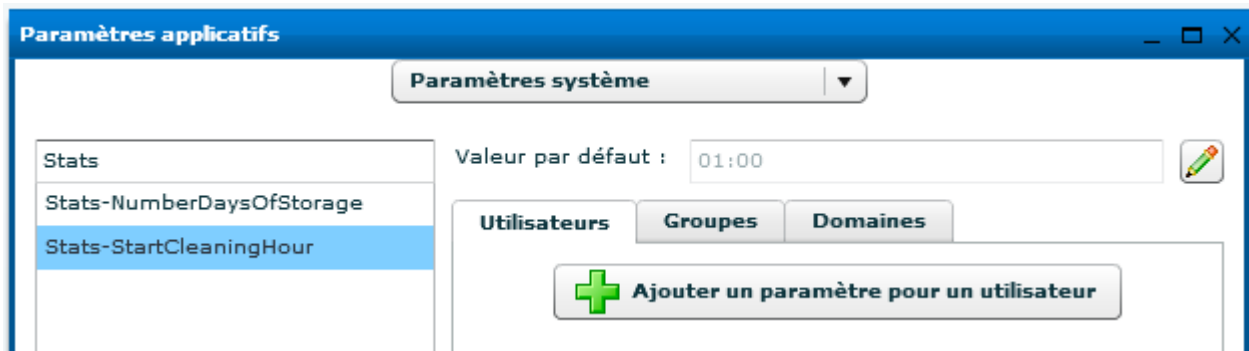 Paramètres applicatifs
Paramètres système
Stats
Stats-NumberDaysOfStorage
Stats-StartCleaningHour
Valeur par défaut :
01:00
Utilisateurs
Groupes
Domaines
Ajouter un paramètre pour un utilisateur